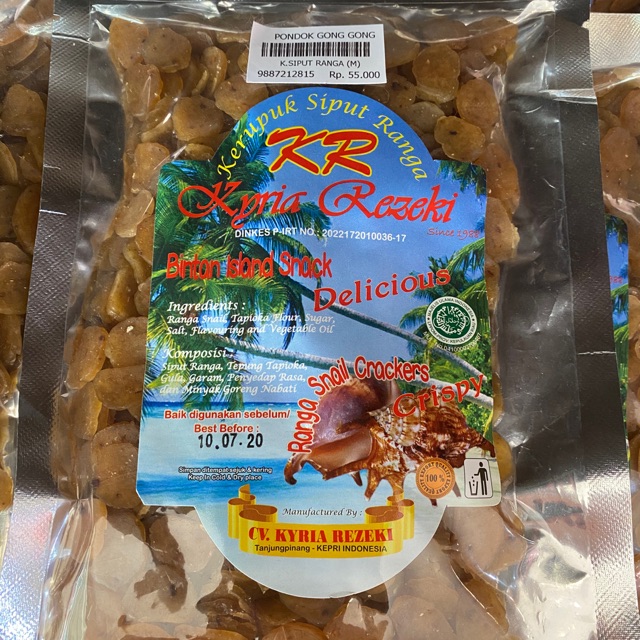 PONDOK GONG GONG
K.SIPUT RANGA (M)
9887212815 Rp. 55.000
Kerupuk Siput Ranga
KR
Kyria Rezeki
DINKES P-IRT NO.: 2022172010036-17
Bintan Island Snack
Delicious
Ingredients :
Ranga Snail, Tapioka Flour, Sugar,
Salt, Flavouring and Vegetable Oil
Komposisi :
Siput Ranga, Tepung Tapioka,
Gula, Garam, Penyedap Rasa,
dan Minyak Goreng Nabati
Ranga Snail Crackers
Crispy
Baik digunakan sebelum/
Best Before :
10.07.20
Simpan ditempat sejuk & kering
Keep in Cold & Dry place
100 %
Manufactured By :
CV. KYRIA REZEKI
Tanjungpinang - KEPRI INDONESIA